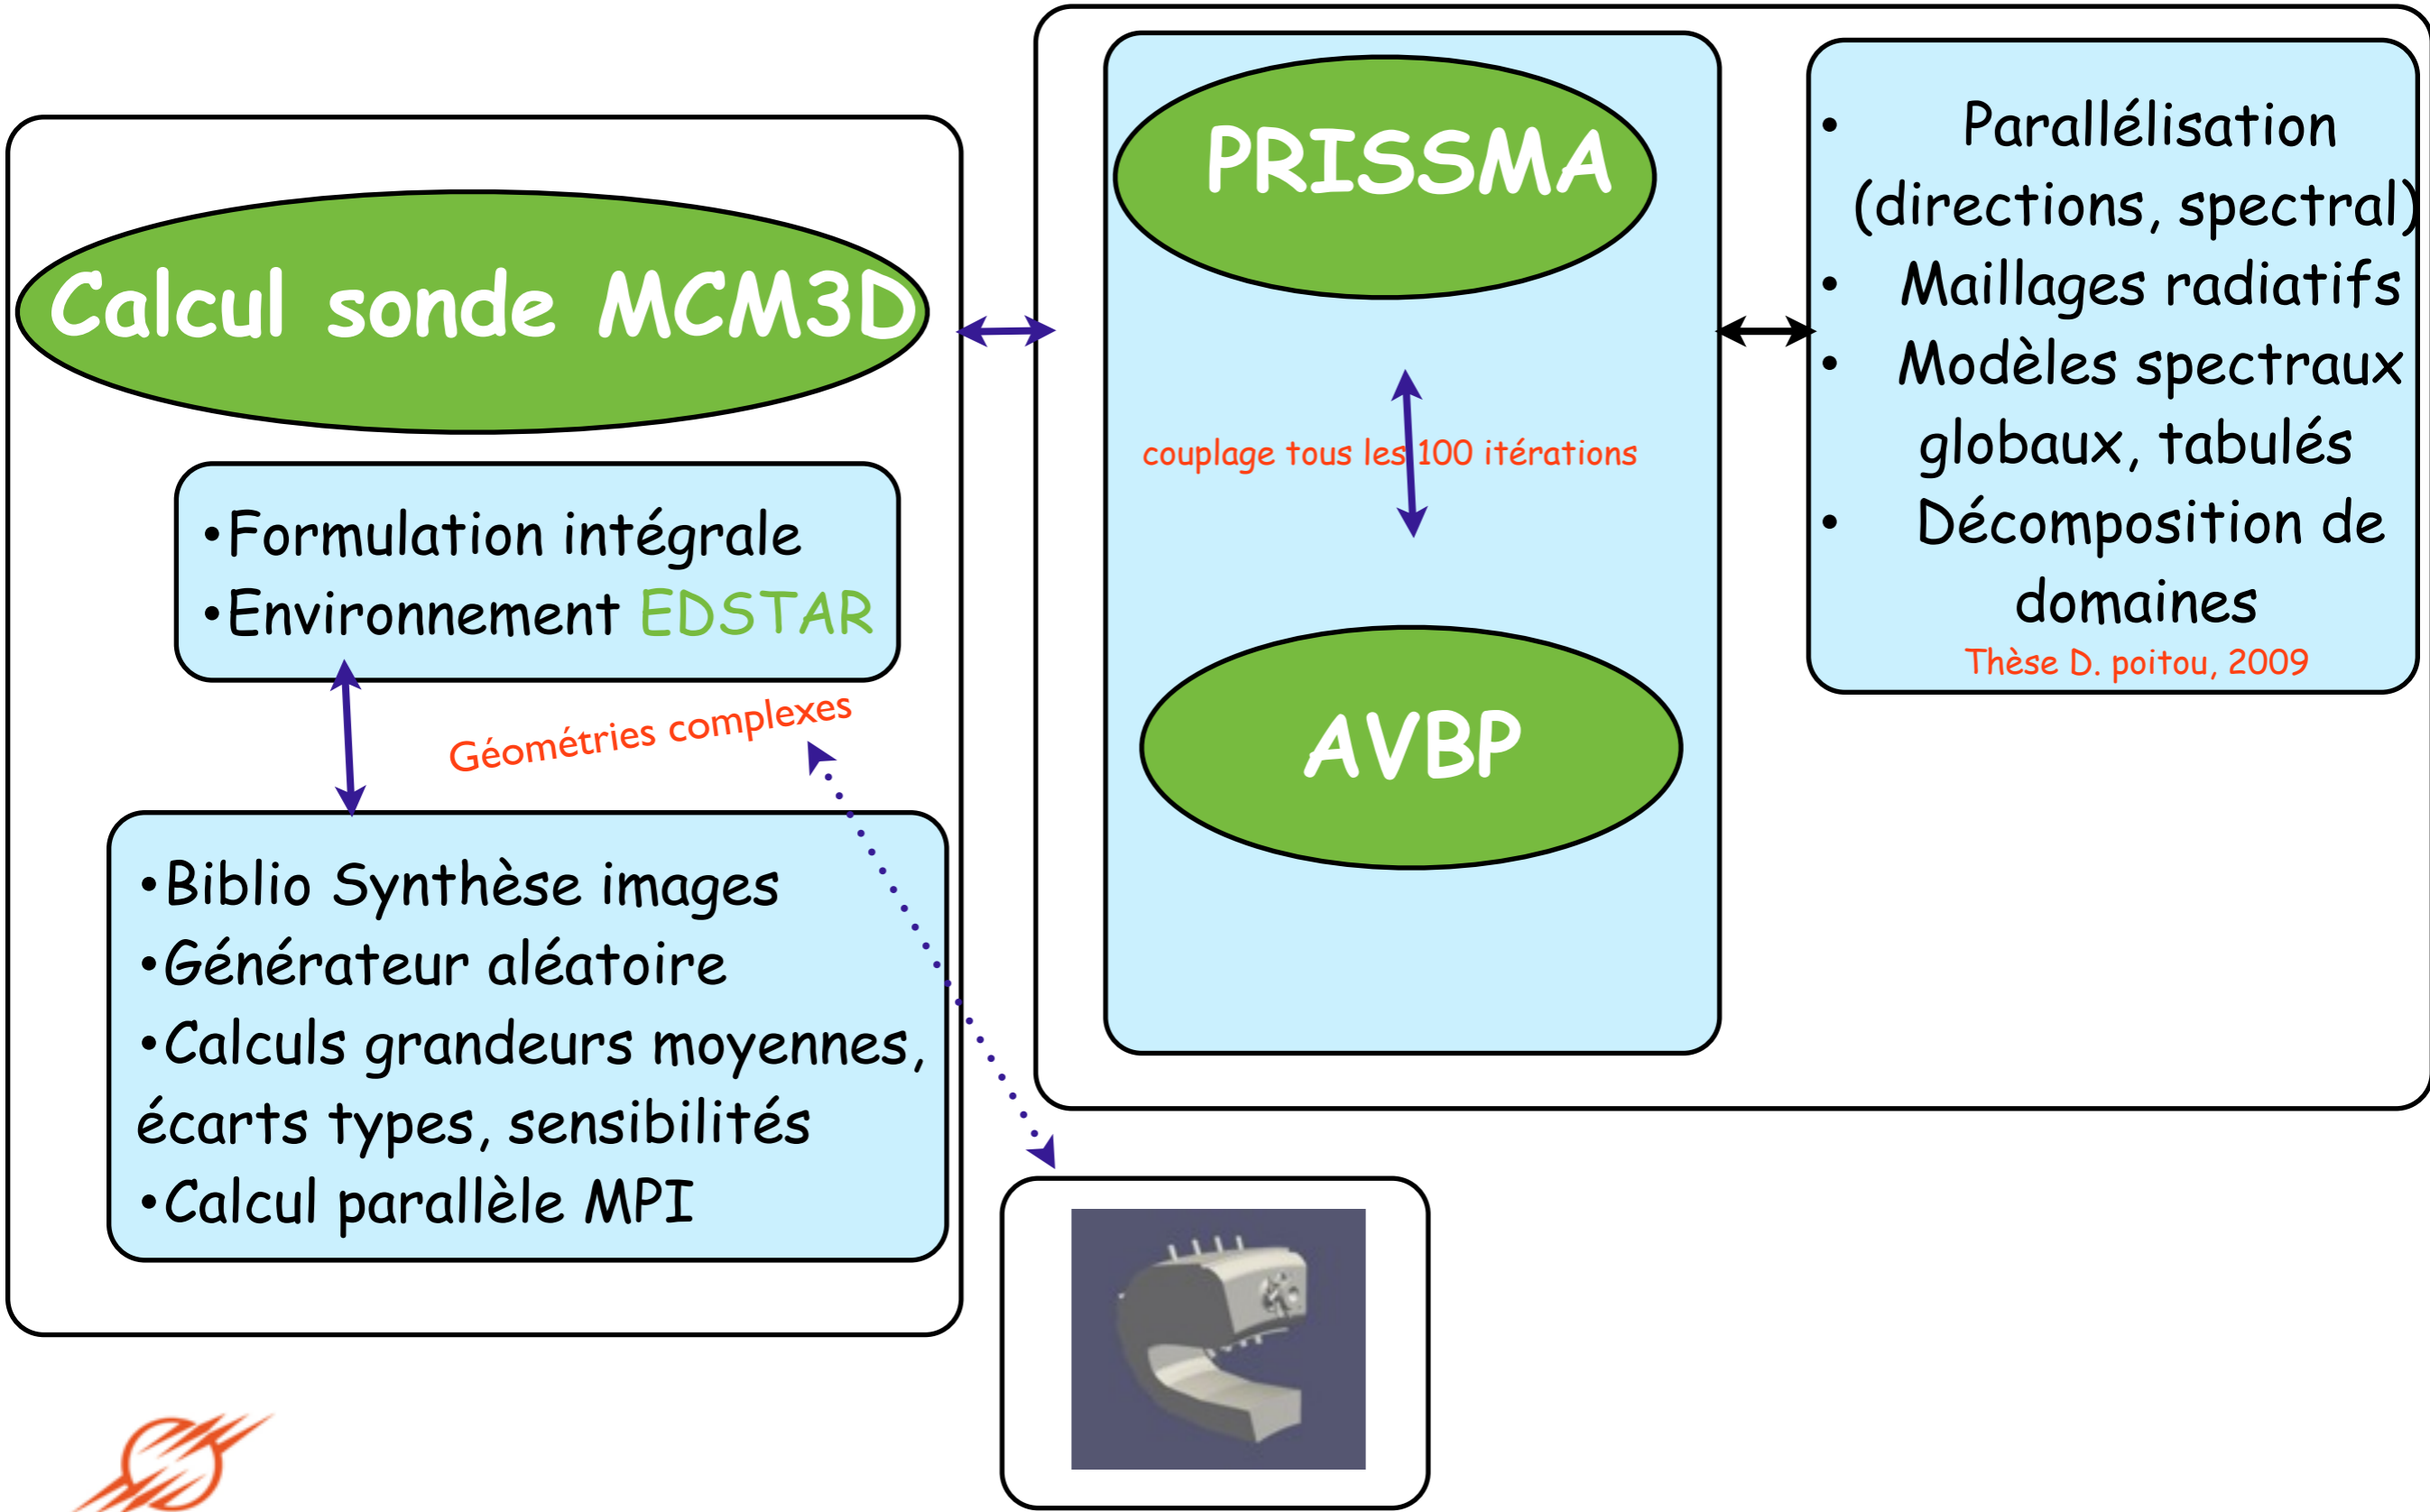 Calcul sonde MCM3D
•Formulation intégrale
•Environnement EDSTAR
Géométries complexes
•Biblio Synthèse images
•Générateur aléatoire
•Calculs grandeurs moyennes,
écarts types, sensibilités
•Calcul parallèle MPI
PRISSMA
couplage tous les 100 itérations
AVBP
• Parallélisation
(directions, spectral)
• Maillages radiatifs
• Modèles spectraux
globaux, tabulés
• Décomposition de
domaines
Thèse D. poitou, 2009